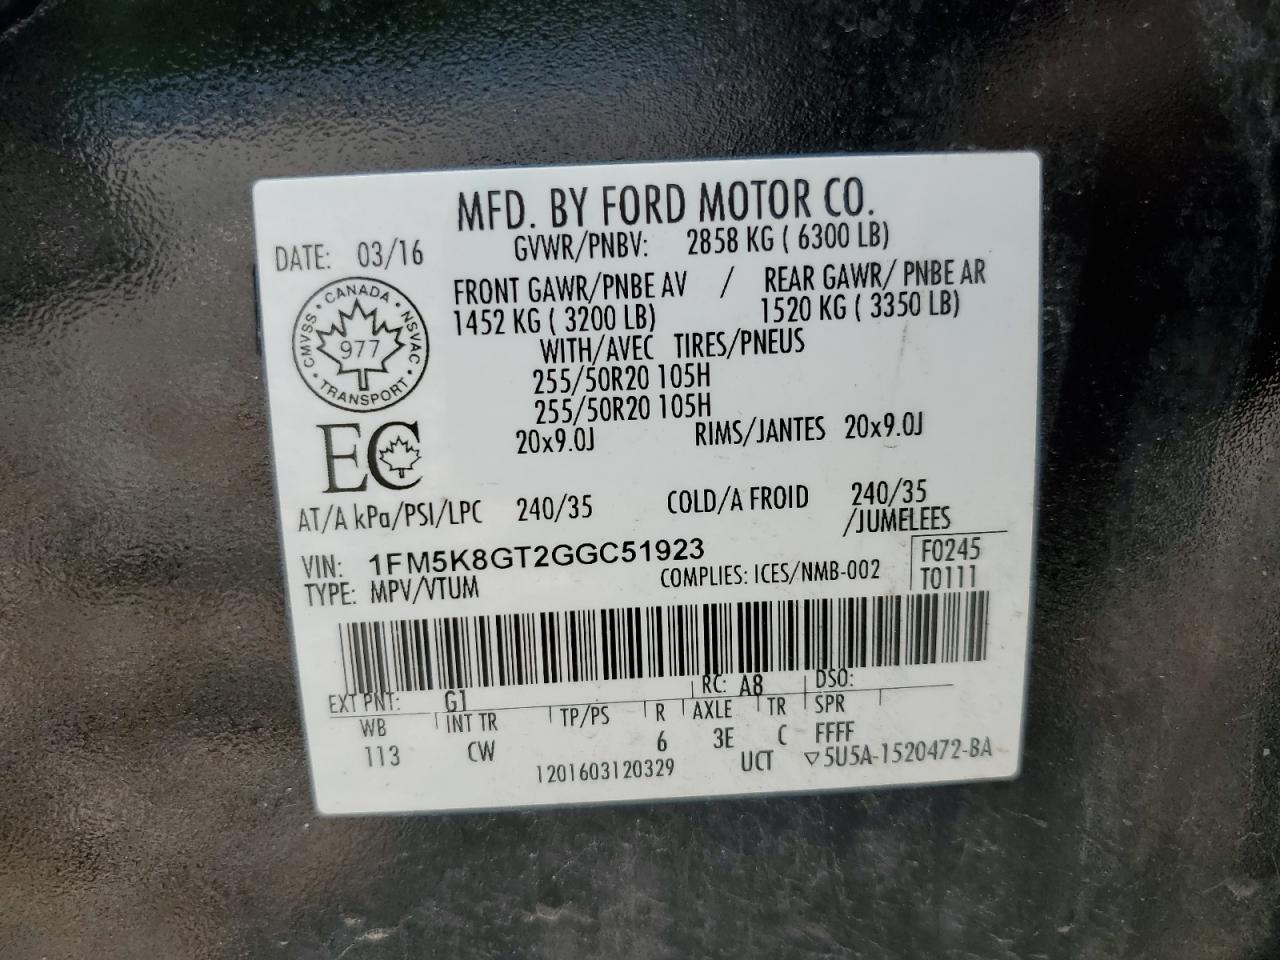 MFD. BY FORD MOTOR CO.
DATE: 03/16
GVWR/PNBV: 2858 KG ( 6300 LB)
FRONT GAWR/PNBE AV / REAR GAWR/ PNBE AR
1452 KG ( 3200 LB) 1520 KG ( 3350 LB)
WITH/AVEC TIRES/PNEUS
255/50R20 105H
255/50R20 105H
20x9.0J RIMS/JANTES 20x9.0J
CANADA · NSVAC · TRANSPORT · CMVSS ·
977
EC
AT/A kPa/PSI/LPC 240/35 COLD/A FROID 240/35
/JUMELEES
VIN: 1FM5K8GT2GGC51923
F0245
TYPE: MPV/VTUM COMPLIES: ICES/NMB-002
T0111
EXT PNT: G1 RC: A8 DSO:
WB INT TR TP/PS R AXLE TR SPR
113 CW 6 3E C FFFF
1201603120329 UCT ▽5U5A-1520472-BA